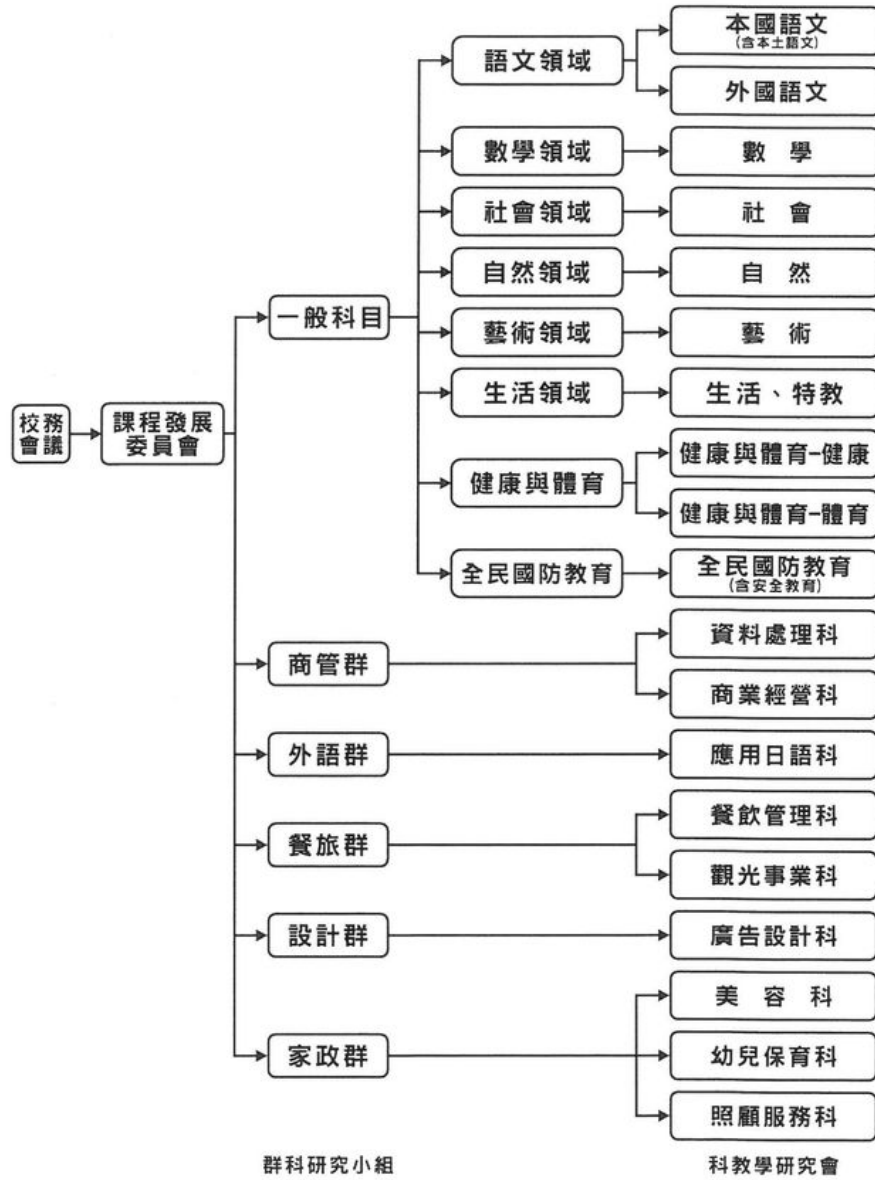 校務
會議
課程發展
委員會
一般科目
語文領域
本國語文
(含本土語文)
外國語文
數學領域
數 學
社會領域
社 會
自然領域
自 然
藝術領域
藝 術
生活領域
生活、特教
健康與體育
健康與體育-健康
健康與體育-體育
全民國防教育
全民國防教育
(含安全教育)
商管群
資料處理科
商業經營科
外語群
應用日語科
餐旅群
餐飲管理科
觀光事業科
設計群
廣告設計科
家政群
美 容 科
幼兒保育科
照顧服務科
群科研究小組
科教學研究會